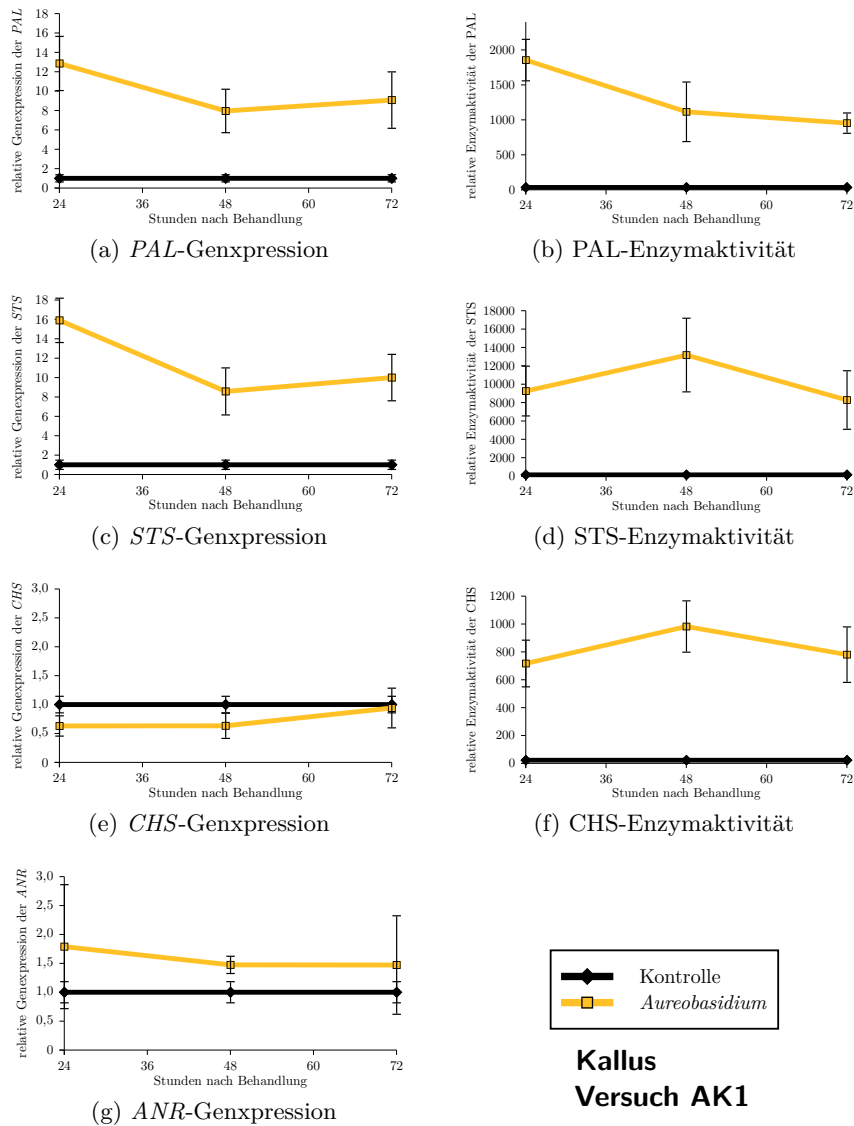 relative Genexpression der PAL
18
16
14
12
10
8
6
4
2
0
24 36 48 60 72
Stunden nach Behandlung
(a) PAL-Genxpression
relative Enzymaktivität der PAL
2000
1500
1000
500
0
24 36 48 60 72
Stunden nach Behandlung
(b) PAL-Enzymaktivität
relative Genexpression der STS
18
16
14
12
10
8
6
4
2
0
24 36 48 60 72
Stunden nach Behandlung
(c) STS-Genxpression
relative Enzymaktivität der STS
18000
16000
14000
12000
10000
8000
6000
4000
2000
0
24 36 48 60 72
Stunden nach Behandlung
(d) STS-Enzymaktivität
relative Genexpression der CHS
3,0
2,5
2,0
1,5
1,0
0,5
0
24 36 48 60 72
Stunden nach Behandlung
(e) CHS-Genxpression
relative Enzymaktivität der CHS
1200
1000
800
600
400
200
0
24 36 48 60 72
Stunden nach Behandlung
(f) CHS-Enzymaktivität
relative Genexpression der ANR
3,0
2,5
2,0
1,5
1,0
0,5
0
24 36 48 60 72
Stunden nach Behandlung
(g) ANR-Genxpression
Kontrolle
Aureobasidium
Kallus
Versuch AK1